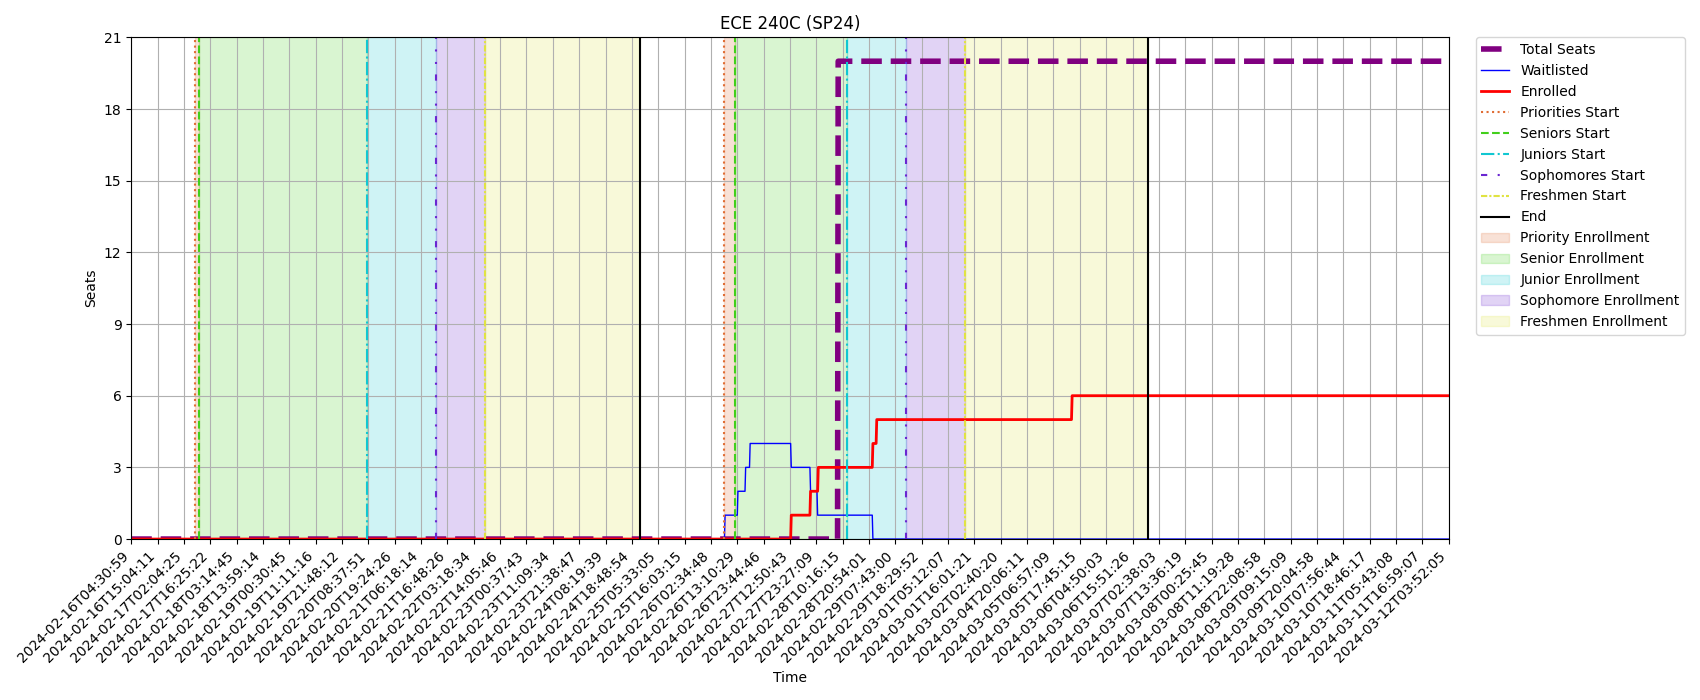 ECE 240C (SP24)
21
18
15
12
9
6
3
0
Seats
Total Seats
Waitlisted
Enrolled
Priorities Start
Seniors Start
Juniors Start
Sophomores Start
Freshmen Start
End
Priority Enrollment
Senior Enrollment
Junior Enrollment
Sophomore Enrollment
Freshmen Enrollment
2024-02-16T04:30:59
2024-02-16T15:04:11
2024-02-17T02:04:25
2024-02-17T16:25:22
2024-02-18T03:14:45
2024-02-18T13:59:14
2024-02-19T00:30:45
2024-02-19T11:11:16
2024-02-19T21:48:12
2024-02-20T08:37:51
2024-02-20T19:24:26
2024-02-21T06:18:14
2024-02-21T16:48:26
2024-02-22T03:18:34
2024-02-22T14:05:46
2024-02-23T00:37:43
2024-02-23T11:09:34
2024-02-23T21:38:47
2024-02-24T08:19:39
2024-02-24T18:48:54
2024-02-25T05:33:05
2024-02-25T16:03:15
2024-02-26T02:34:48
2024-02-26T13:10:29
2024-02-26T23:44:46
2024-02-27T12:50:43
2024-02-27T23:27:09
2024-02-28T10:16:15
2024-02-28T20:54:01
2024-02-29T07:43:00
2024-02-29T18:29:52
2024-03-01T05:12:07
2024-03-01T16:01:21
2024-03-02T02:40:20
2024-03-04T20:06:11
2024-03-05T06:57:09
2024-03-05T17:45:15
2024-03-06T04:50:03
2024-03-06T15:51:26
2024-03-07T02:38:03
2024-03-07T13:36:19
2024-03-08T00:25:45
2024-03-08T11:19:28
2024-03-08T22:08:58
2024-03-09T09:15:09
2024-03-09T20:04:58
2024-03-10T07:56:44
2024-03-10T18:46:17
2024-03-11T05:43:08
2024-03-11T16:59:07
2024-03-12T03:52:05
Time